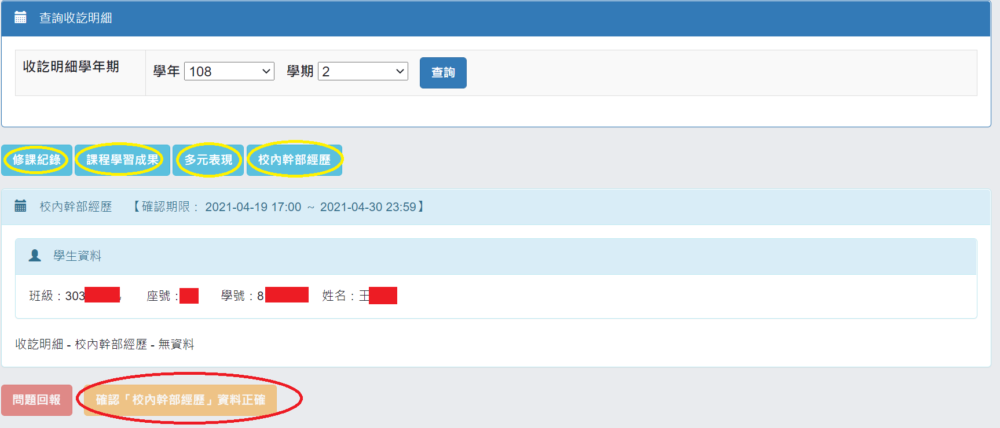 查詢收訖明細
收訖明細學年期 學年 108 學期 2 查詢
修課紀錄 課程學習成果 多元表現 校內幹部經歷
校內幹部經歷 【確認期限： 2021-04-19 17:00 ~ 2021-04-30 23:59】
學生資料
班級：303 座號： 學號：8 姓名：王
收訖明細 - 校內幹部經歷 - 無資料
問題回報 確認「校內幹部經歷」資料正確